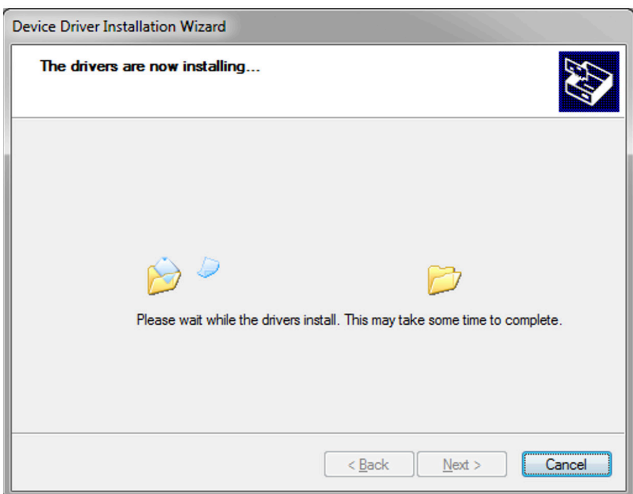 Device Driver Installation Wizard
The drivers are now installing...
Please wait while the drivers install. This may take some time to complete.
< Back
Next >
Cancel